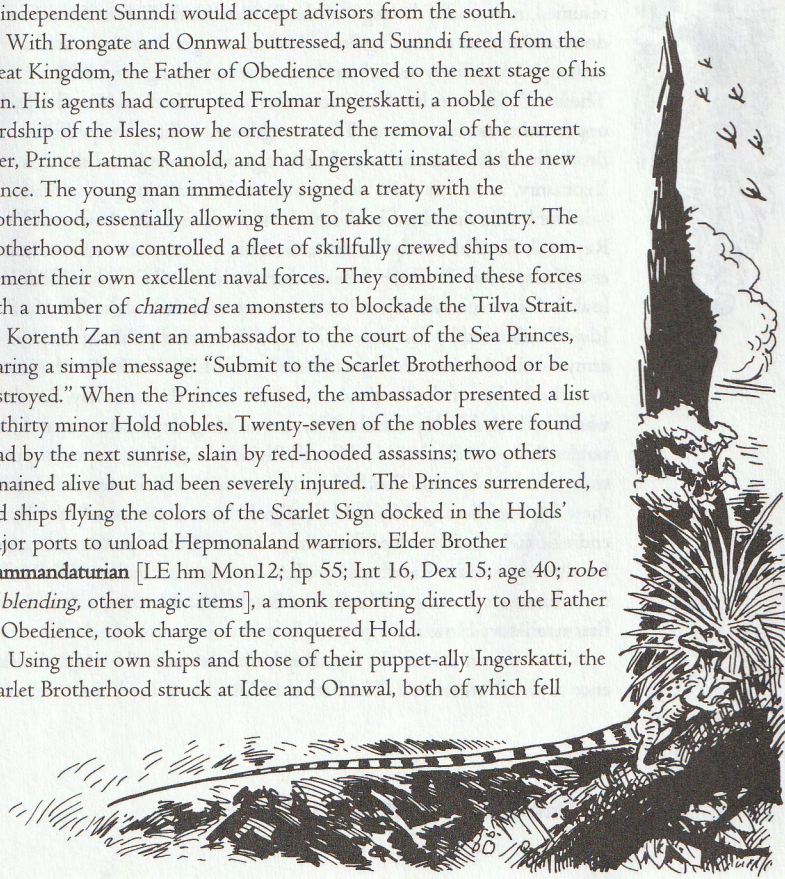 independent Sunndi would accept advisors from the south.
With Irongate and Onnwal buttressed, and Sunndi freed from the
eat Kingdom, the Father of Obedience moved to the next stage of his
n. His agents had corrupted Frolmar Ingerskatti, a noble of the
rdship of the Isles; now he orchestrated the removal of the current
er, Prince Latmac Ranold, and had Ingerskatti instated as the new
nce. The young man immediately signed a treaty with the
otherhood, essentially allowing them to take over the country. The
otherhood now controlled a fleet of skillfully crewed ships to com-
ment their own excellent naval forces. They combined these forces
th a number of charmed sea monsters to blockade the Tilva Strait.
Korenth Zan sent an ambassador to the court of the Sea Princes,
aring a simple message: “Submit to the Scarlet Brotherhood or be
stroyed.” When the Princes refused, the ambassador presented a list
thirty minor Hold nobles. Twenty-seven of the nobles were found
ad by the next sunrise, slain by red-hooded assassins; two others
mained alive but had been severely injured. The Princes surrendered,
d ships flying the colors of the Scarlet Sign docked in the Holds’
jor ports to unload Hepmonaland warriors. Elder Brother
ammandaturian [LE hm Mon12; hp 55; Int 16, Dex 15; age 40; robe
blending, other magic items], a monk reporting directly to the Father
Obedience, took charge of the conquered Hold.
Using their own ships and those of their puppet-ally Ingerskatti, the
arlet Brotherhood struck at Idee and Onnwal, both of which fell